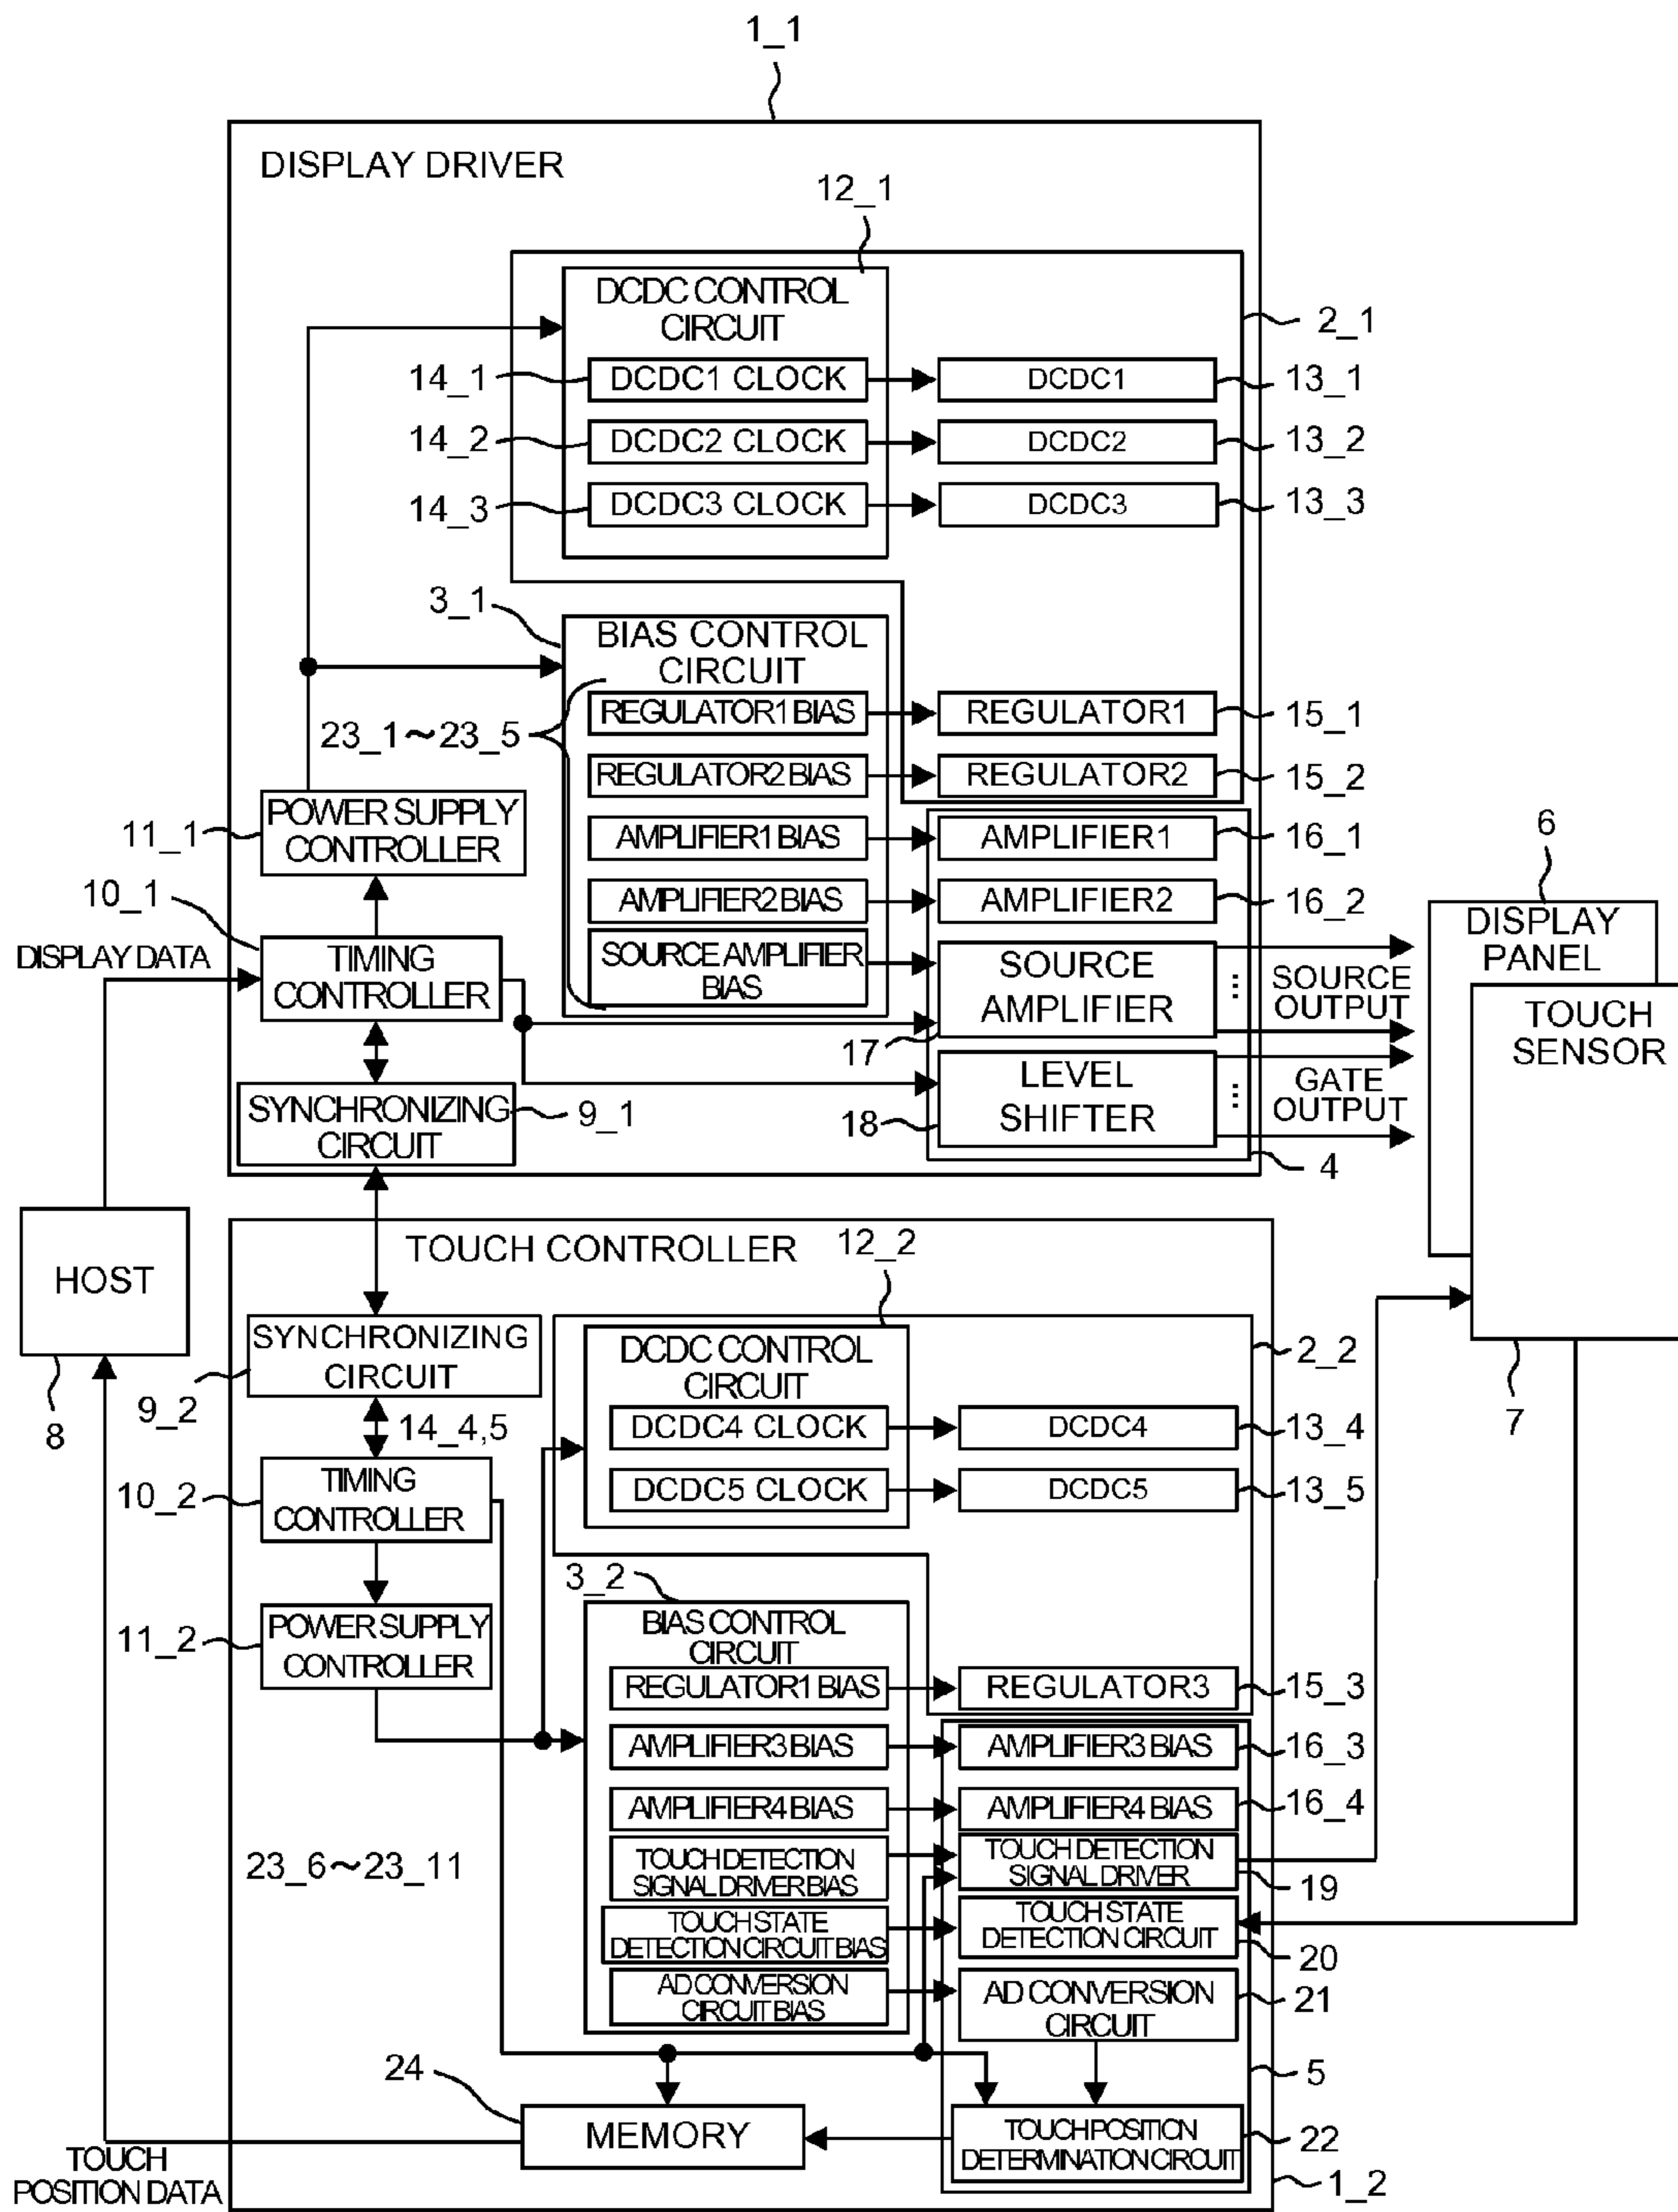 1_1
DISPLAY DRIVER
12_1
DCDC CONTROL
CIRCUIT
2_1
14_1
DCDC1 CLOCK
DCDC1
13_1
14_2
DCDC2 CLOCK
DCDC2
13_2
14_3
DCDC3 CLOCK
DCDC3
13_3
3_1
BIAS CONTROL
CIRCUIT
23_1～23_5
REGULATOR1 BIAS
REGULATOR1
15_1
REGULATOR2 BIAS
REGULATOR2
15_2
11_1
POWER SUPPLY
CONTROLLER
AMPLIFIER1 BIAS
AMPLIFIER1
16_1
AMPLIFIER2 BIAS
AMPLIFIER2
16_2
10_1
DISPLAY DATA
TIMING
CONTROLLER
SOURCE AMPLIFIER
BIAS
SOURCE
AMPLIFIER
17
...
SOURCE
OUTPUT
6
DISPLAY
PANEL
TOUCH
SENSOR
SYNCHRONIZING
CIRCUIT
9_1
LEVEL
SHIFTER
18
...
GATE
OUTPUT
4
HOST
8
TOUCH CONTROLLER
12_2
SYNCHRONIZING
CIRCUIT
9_2
DCDC CONTROL
CIRCUIT
2_2
7
14_4,5
DCDC4 CLOCK
DCDC4
13_4
10_2
TIMING
CONTROLLER
DCDC5 CLOCK
DCDC5
13_5
3_2
11_2
POWER SUPPLY
CONTROLLER
BIAS CONTROL
CIRCUIT
REGULATOR1 BIAS
REGULATOR3
15_3
AMPLIFIER3 BIAS
AMPLIFIER3 BIAS
16_3
AMPLIFIER4 BIAS
AMPLIFIER4 BIAS
16_4
23_6～23_11
TOUCH DETECTION
SIGNAL DRIVER BIAS
TOUCH DETECTION
SIGNAL DRIVER
19
TOUCH STATE
DETECTION CIRCUIT BIAS
TOUCH STATE
DETECTION CIRCUIT
20
AD CONVERSION
CIRCUIT BIAS
AD CONVERSION
CIRCUIT
21
5
24
MEMORY
TOUCH POSITION
DETERMINATION CIRCUIT
22
TOUCH
POSITION DATA
1_2